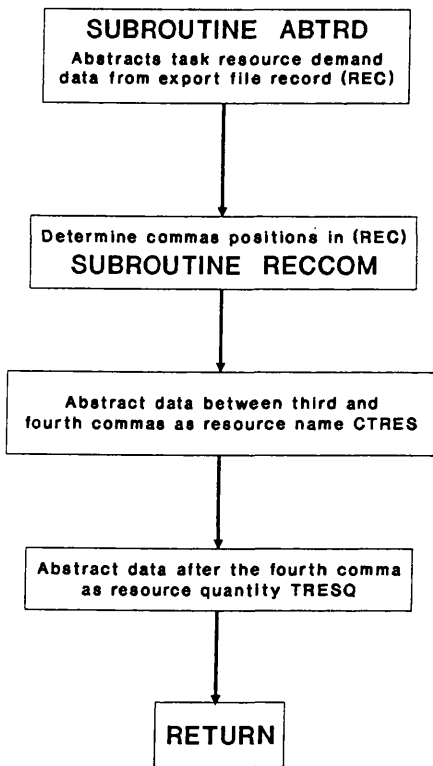 SUBROUTINE ABTRD
Abstracts task resource demand
data from export file record (REC)
Determine commas positions in (REC)
SUBROUTINE RECCOM
Abstract data between third and
fourth commas as resource name CTRES
Abstract data after the fourth comma
as resource quantity TRESQ
RETURN